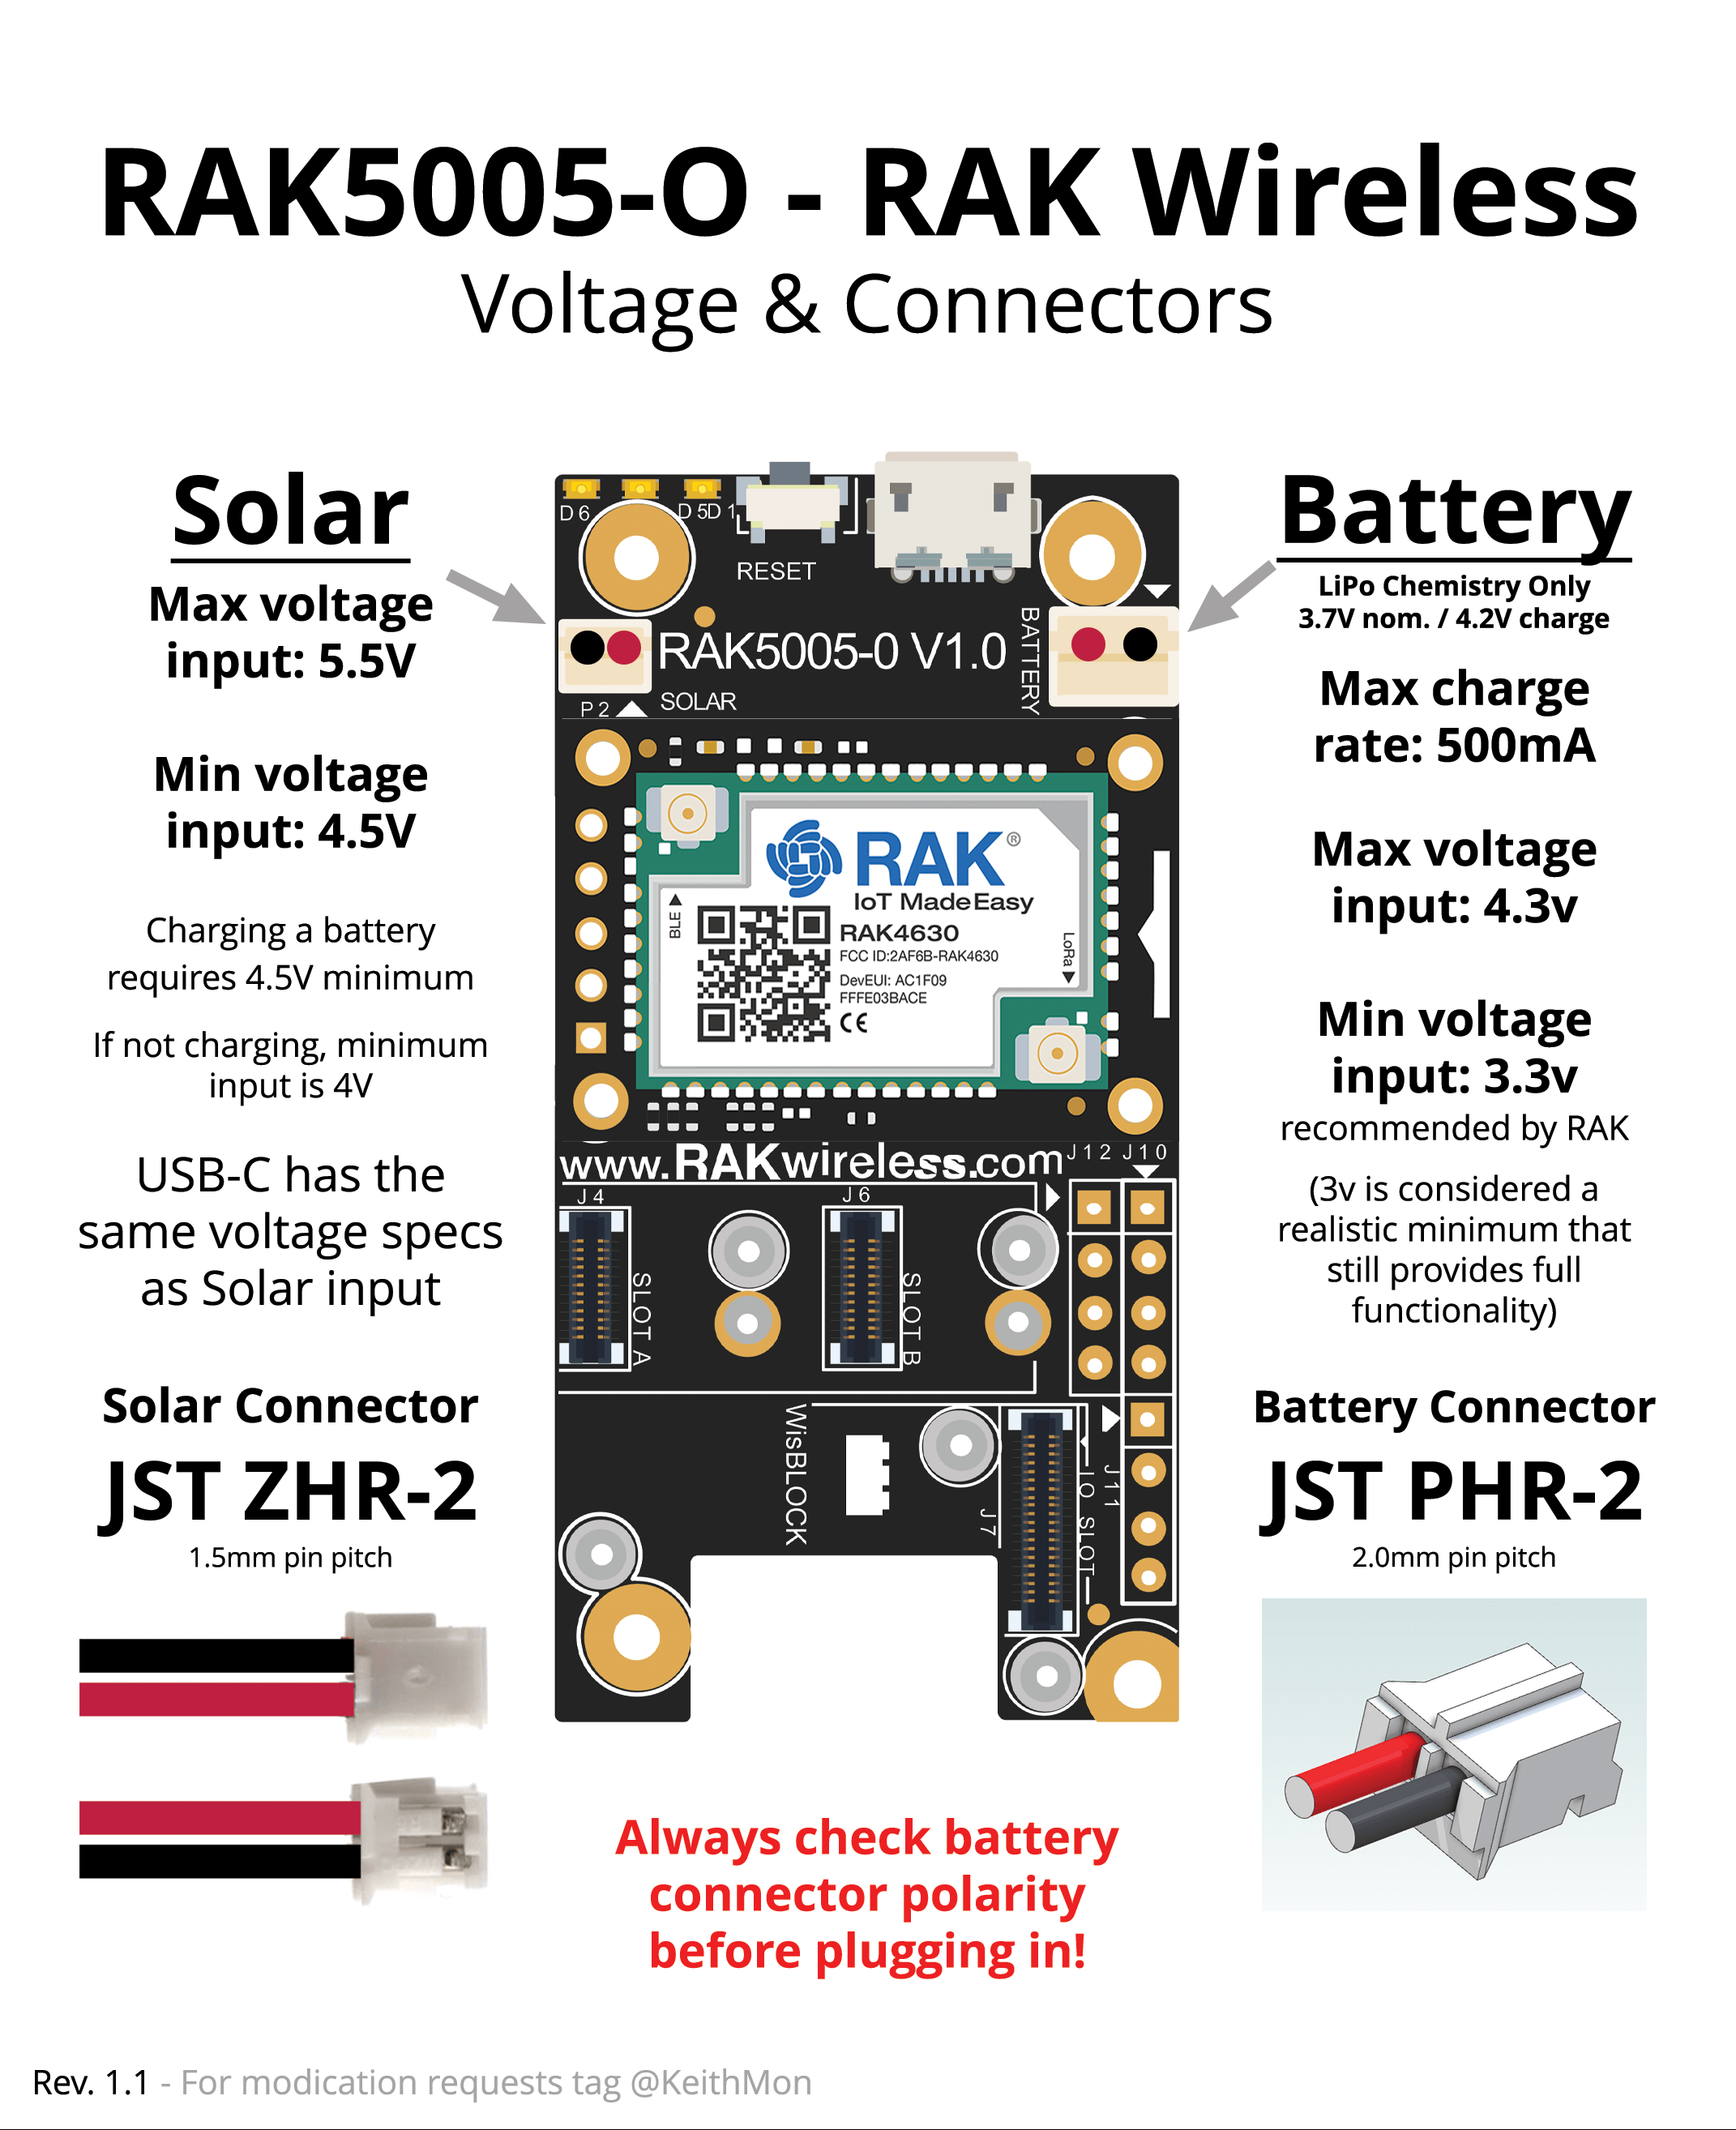 RAK5005-O - RAK Wireless
Voltage & Connectors
Solar
Max voltage
input: 5.5V
Min voltage
input: 4.5V
Charging a battery
requires 4.5V minimum
If not charging, minimum
input is 4V
USB-C has the
same voltage specs
as Solar input
Solar Connector
JST ZHR-2
1.5mm pin pitch
D 6
D 5
D 1
RESET
RAK5005-0 V1.0
BATTERY
P 2
SOLAR
RAK®
IoT Made Easy
BLE
RAK4630
FCC ID:2AF6B-RAK4630
DevEUI: AC1F09
FFFE03BACE
CE
LoRa
www.RAKwireless.com
J 12 J 10
J 4
J 6
SLOT A
SLOT B
WisBLOCK
J 7
IO SLOT
J 11
Battery
LiPo Chemistry Only
3.7V nom. / 4.2V charge
Max charge
rate: 500mA
Max voltage
input: 4.3v
Min voltage
input: 3.3v
recommended by RAK
(3v is considered a
realistic minimum that
still provides full
functionality)
Battery Connector
JST PHR-2
2.0mm pin pitch
Always check battery
connector polarity
before plugging in!
Rev. 1.1 - For modication requests tag @KeithMon